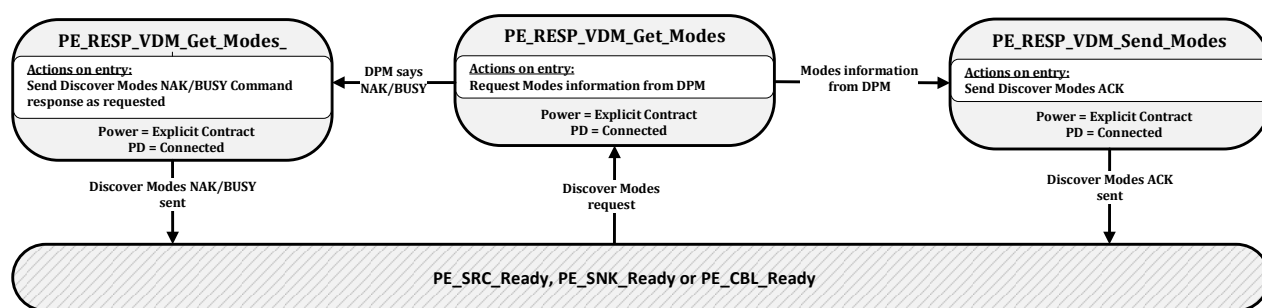 PE_RESP_VDM_Get_Modes_
Actions on entry:
Send Discover Modes NAK/BUSY Command
response as requested
Power = Explicit Contract
PD = Connected
DPM says
NAK/BUSY
PE_RESP_VDM_Get_Modes
Actions on entry:
Request Modes information from DPM
Power = Explicit Contract
PD = Connected
Modes information
from DPM
PE_RESP_VDM_Send_Modes
Actions on entry:
Send Discover Modes ACK
Power = Explicit Contract
PD = Connected
Discover Modes NAK/BUSY
sent
Discover Modes
request
Discover Modes ACK
sent
PE_SRC_Ready, PE_SNK_Ready or PE_CBL_Ready